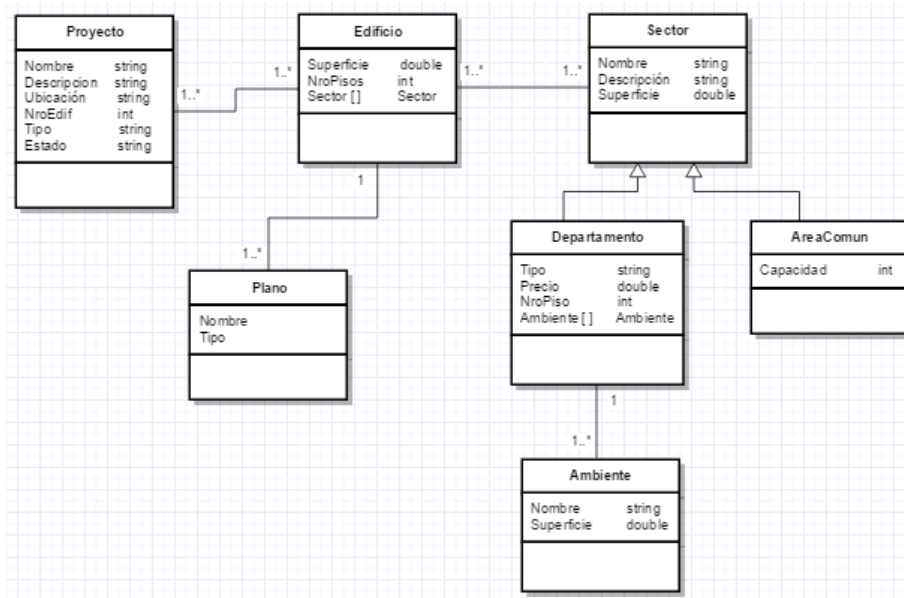 Proyecto
Nombre string
Descripcion string
Ubicación string
NroEdif int
Tipo string
Estado string
1..*
1..*
Edificio
Superficie double
NroPisos int
Sector [] Sector
1..*
1..*
Sector
Nombre string
Descripción string
Superficie double
1
1..*
Plano
Nombre
Tipo
Departamento
Tipo string
Precio double
NroPiso int
Ambiente [] Ambiente
AreaComun
Capacidad int
1
1..*
Ambiente
Nombre string
Superficie double